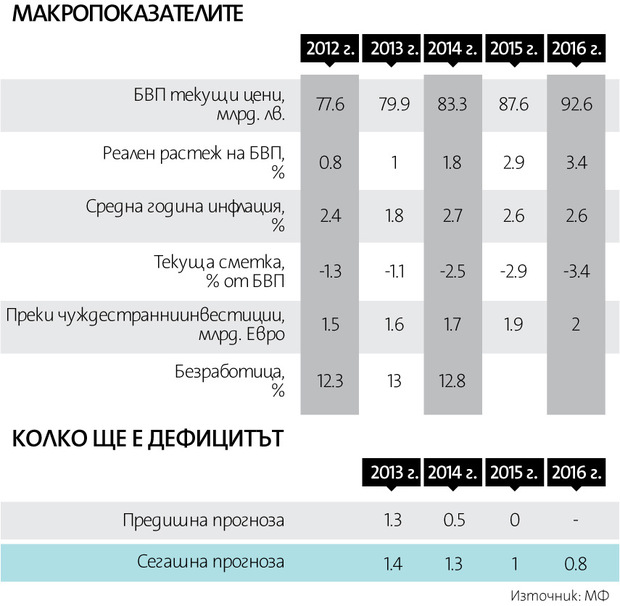 МАКРОПОКАЗАТЕЛИТЕ
2012 г. 2013 г. 2014 г. 2015 г. 2016 г.
БВП текущи цени,
млрд. лв. 77.6 79.9 83.3 87.6 92.6
Реален растеж на БВП,
% 0.8 1 1.8 2.9 3.4
Средна година инфлация,
% 2.4 1.8 2.7 2.6 2.6
Текуща сметка,
% от БВП -1.3 -1.1 -2.5 -2.9 -3.4
Преки чуждестранниинвестиции,
млрд. Евро 1.5 1.6 1.7 1.9 2
Безработица,
% 12.3 13 12.8
КОЛКО ЩЕ Е ДЕФИЦИТЪТ
2013 г. 2014 г. 2015 г. 2016 г.
Предишна прогноза 1.3 0.5 0 -
Сегашна прогноза 1.4 1.3 1 0.8
Източник: МФ